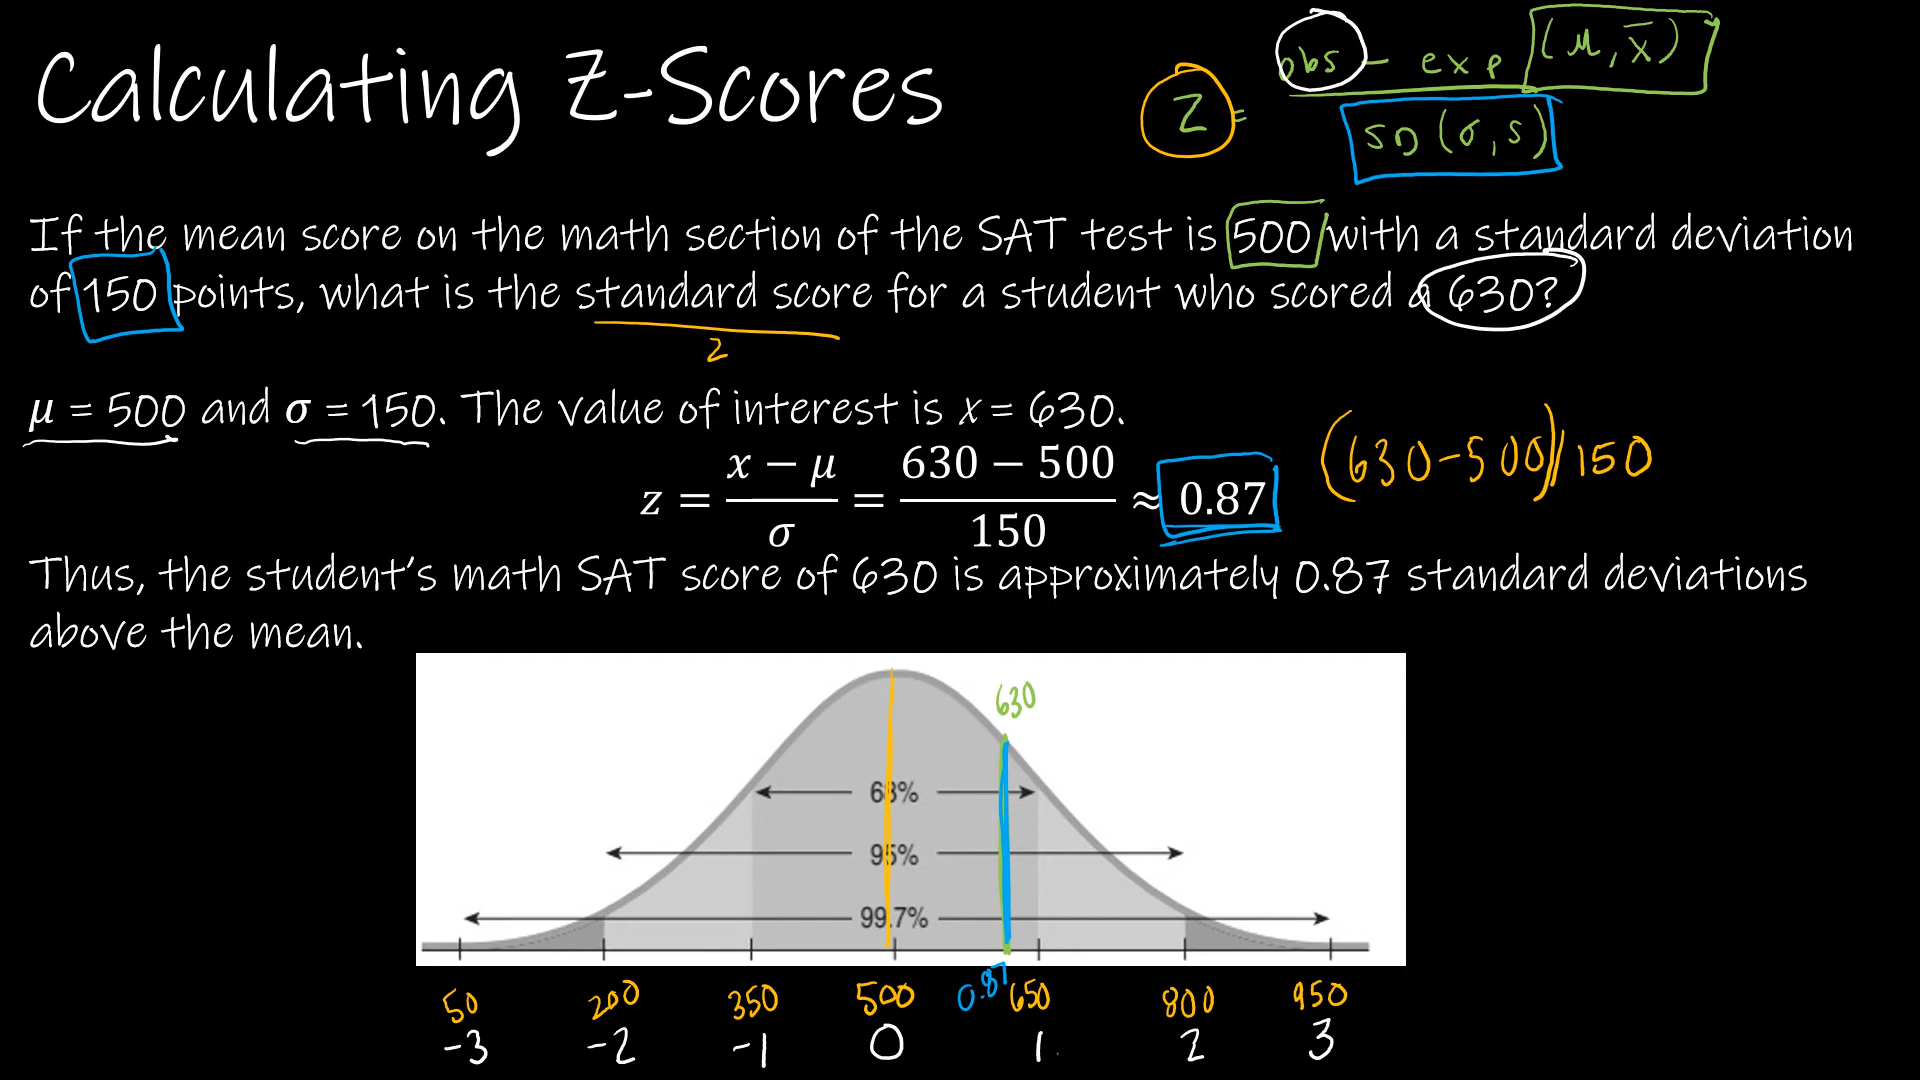 Calculating Z-Scores
Z = obs - exp (μ, x̄)
SD (σ, s)
If the mean score on the math section of the SAT test is 500 with a standard deviation
of 150 points, what is the standard score for a student who scored a 630?
z
μ = 500 and σ = 150. The value of interest is x = 630.
z = (x − μ)/σ = (630 − 500)/150 ≈ 0.87
(630-500)/150
Thus, the student's math SAT score of 630 is approximately 0.87 standard deviations
above the mean.
630
68%
95%
99.7%
50 200 350 500 0.87 650 800 950
-3 -2 -1 0 1 2 3